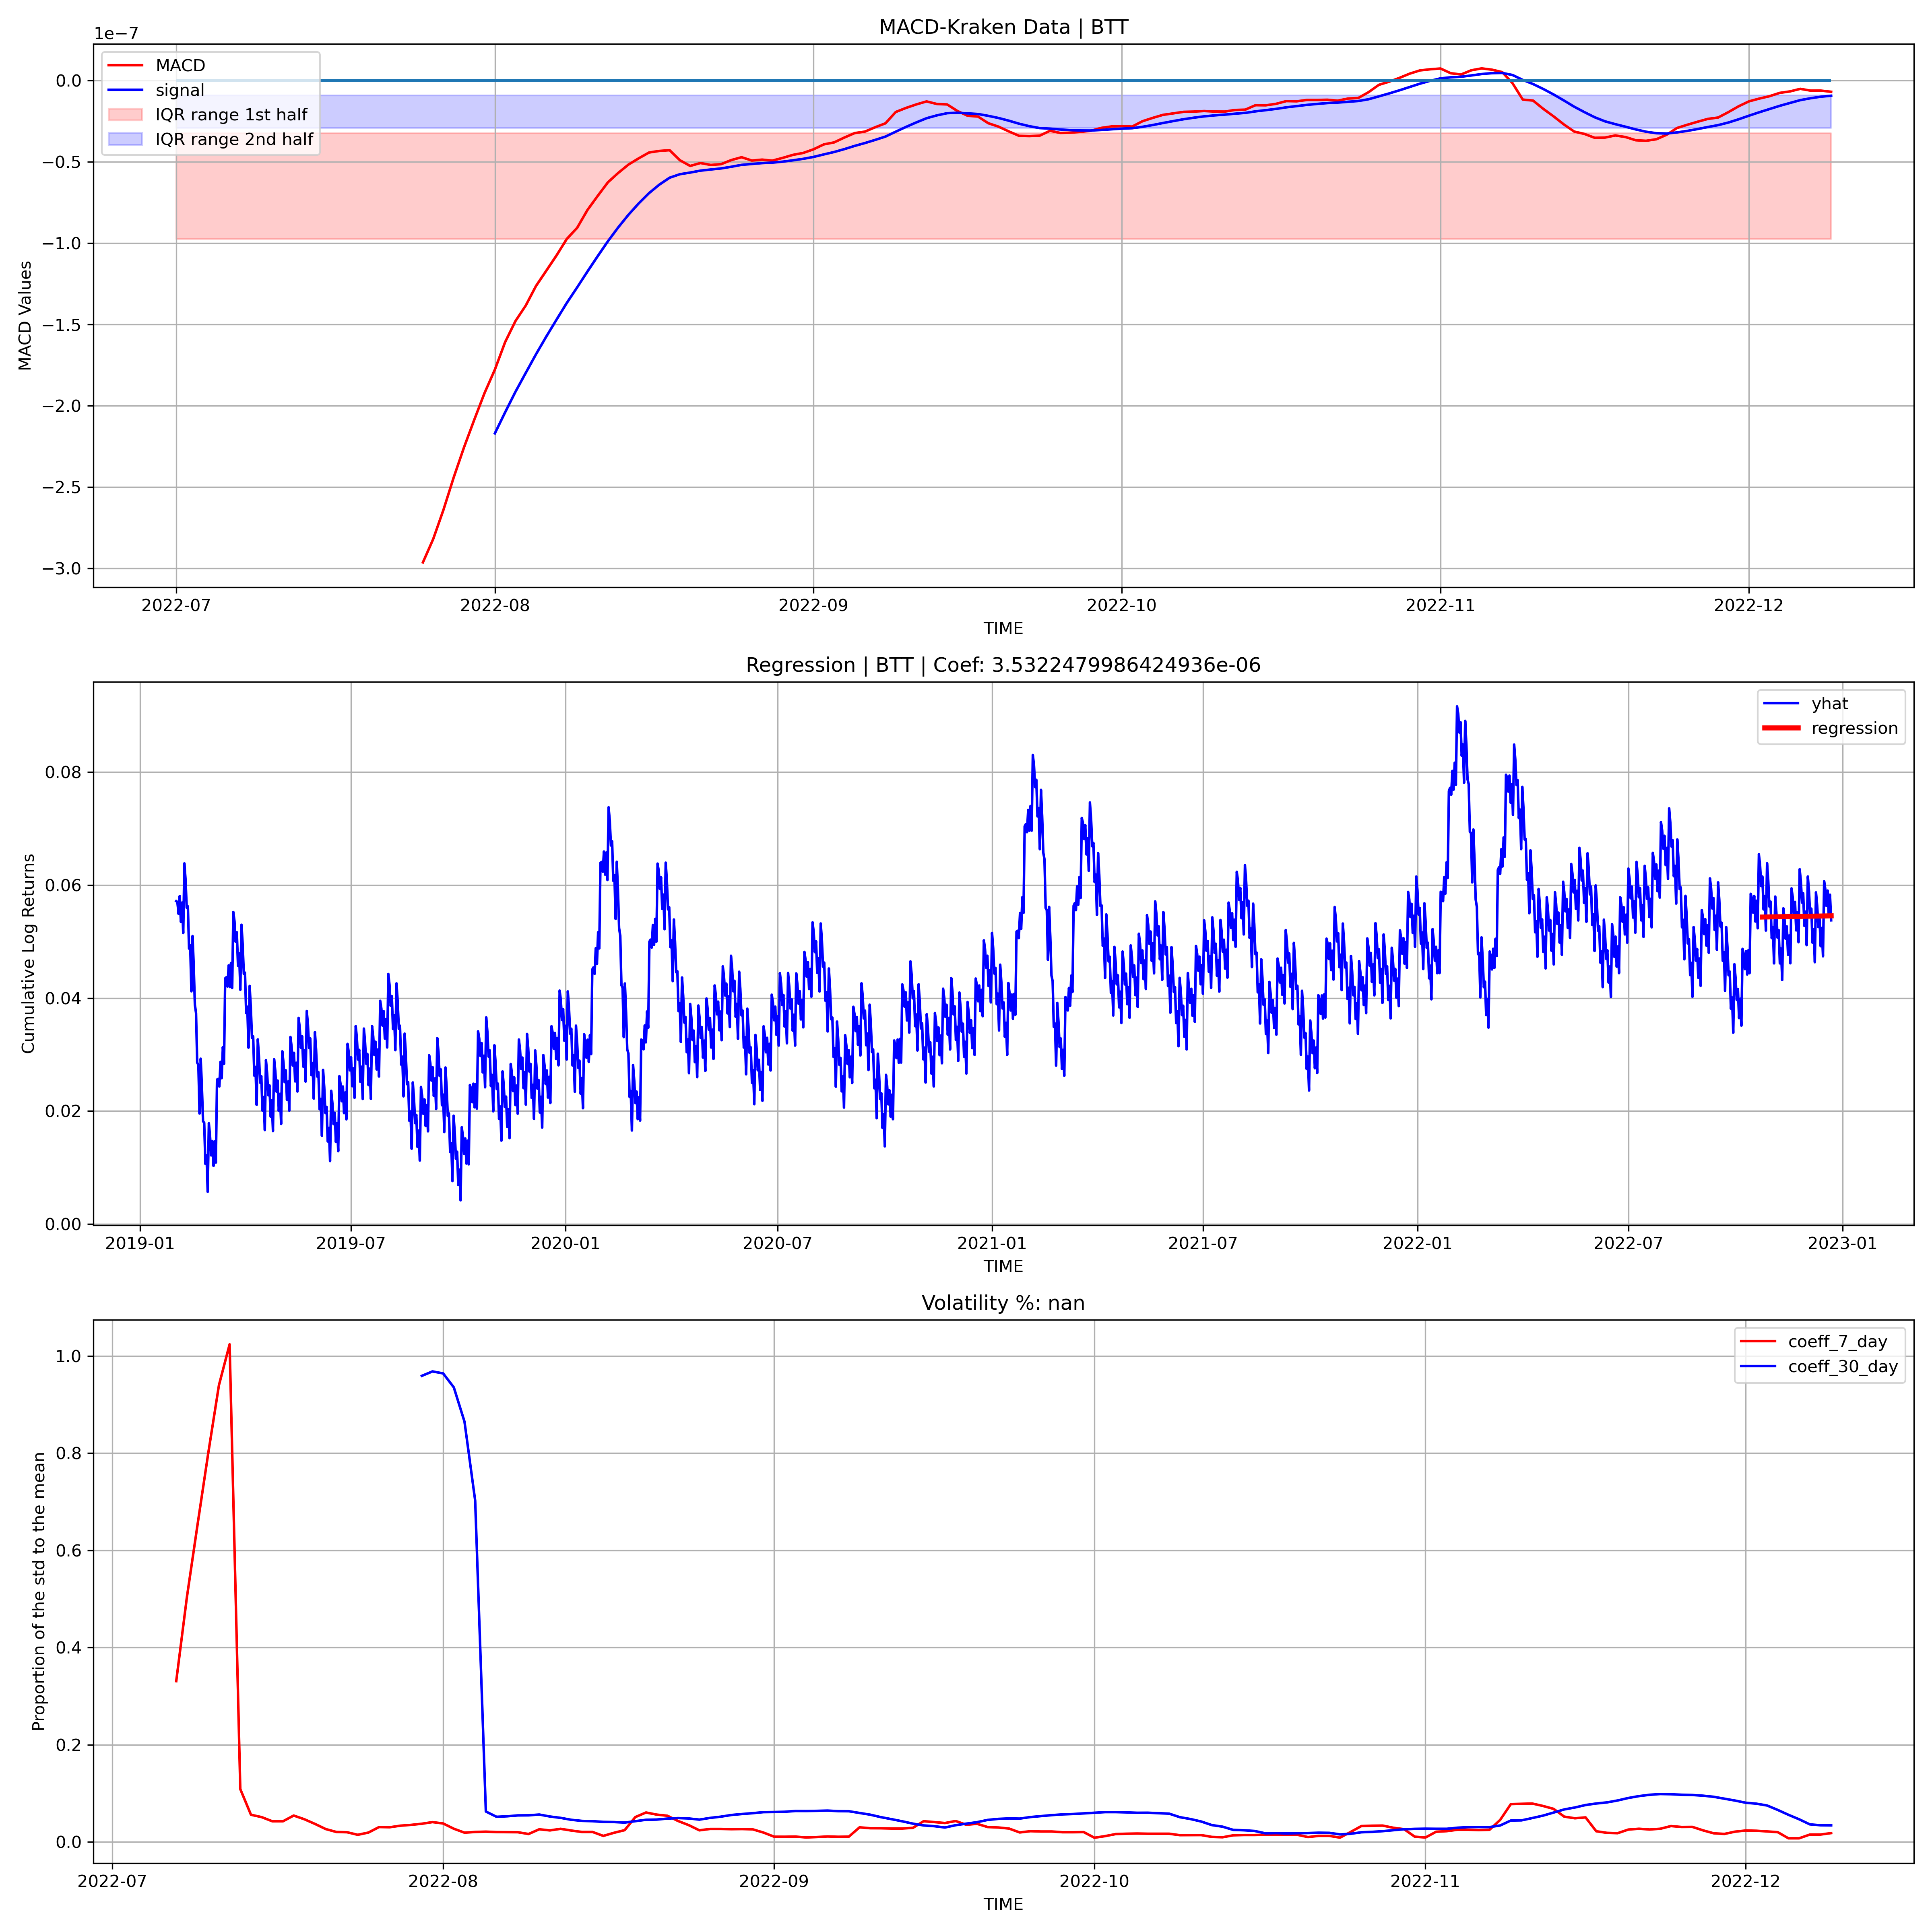 MACD-Kraken Data | BTT
1e−7
MACD
signal
IQR range 1st half
IQR range 2nd half
0.0
−0.5
−1.0
−1.5
−2.0
−2.5
−3.0
MACD Values
2022-07 2022-08 2022-09 2022-10 2022-11 2022-12
TIME
Regression | BTT | Coef: 3.5322479986424936e-06
yhat
regression
0.08
0.06
0.04
0.02
0.00
Cumulative Log Returns
2019-01 2019-07 2020-01 2020-07 2021-01 2021-07 2022-01 2022-07 2023-01
TIME
Volatility %: nan
coeff_7_day
coeff_30_day
1.0
0.8
0.6
0.4
0.2
0.0
Proportion of the std to the mean
2022-07 2022-08 2022-09 2022-10 2022-11 2022-12
TIME